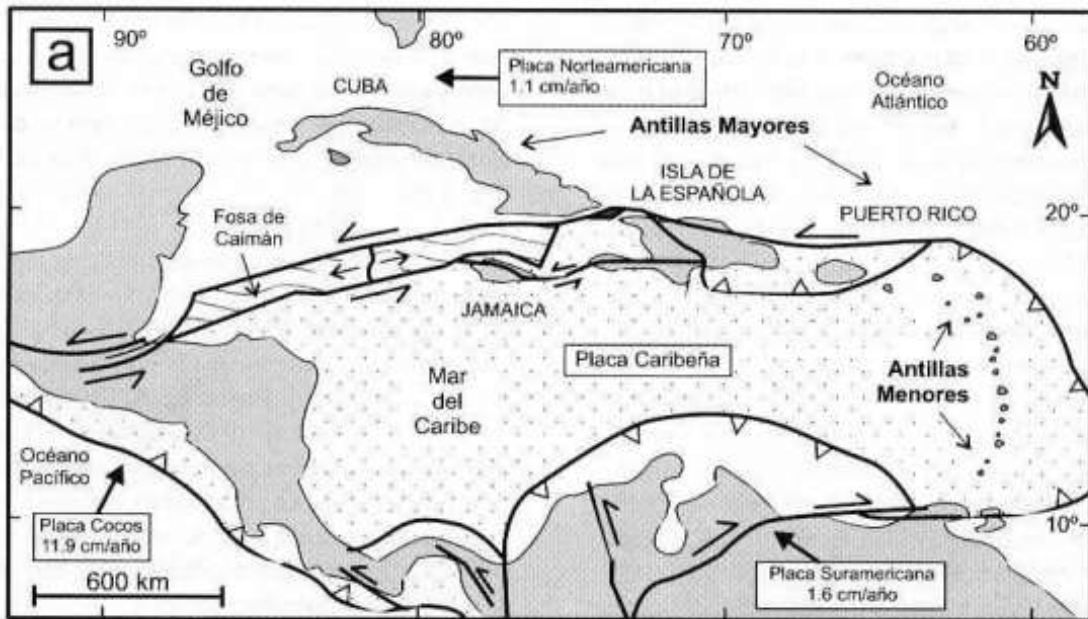 a
90º
80º
70º
60º
Golfo
de
Méjico
CUBA
Placa Norteamericana
1.1 cm/año
Océano
Atlántico
N
Antillas Mayores
ISLA DE
LA ESPAÑOLA
PUERTO RICO
20º
Fosa de
Caimán
JAMAICA
Placa Caribeña
Mar
del
Caribe
Antillas
Menores
Océano
Pacífico
Placa Cocos
11.9 cm/año
10º
600 km
Placa Suramericana
1.6 cm/año